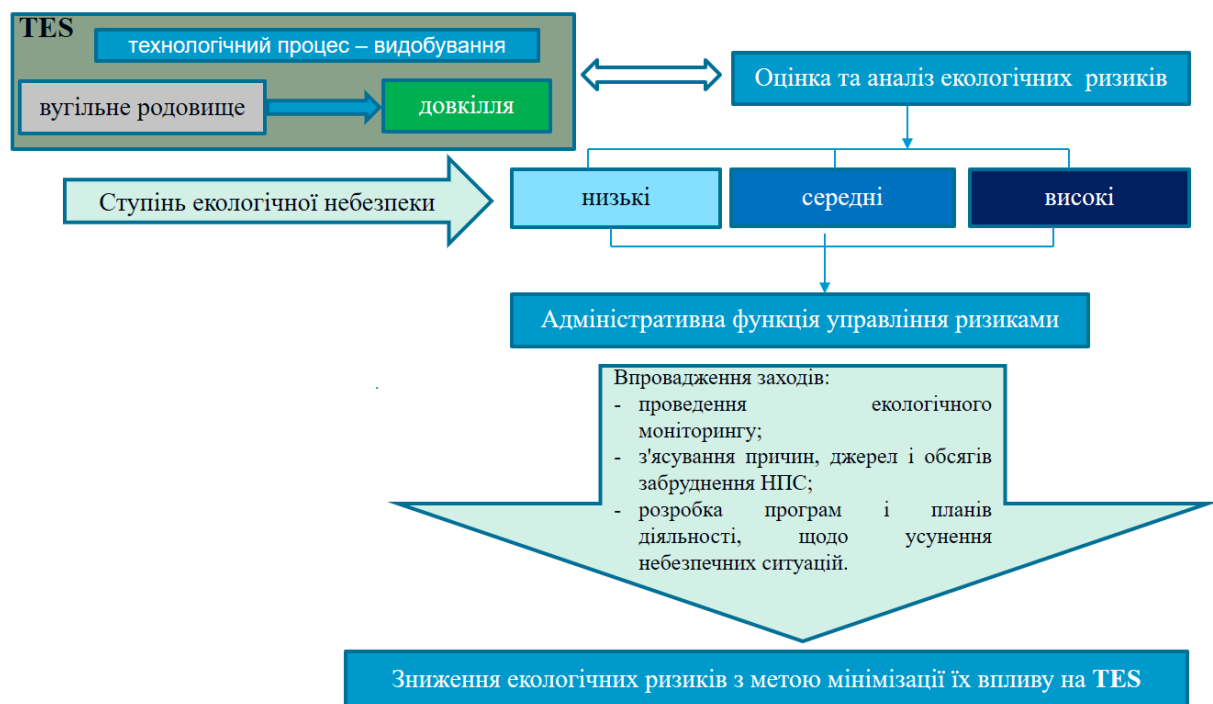 TES
технологічний процес – видобування
вугільне родовище
довкілля
Оцінка та аналіз екологічних ризиків
Ступінь екологічної небезпеки
низькі
середні
високі
Адміністративна функція управління ризиками
Впровадження заходів:
- проведення екологічного
моніторингу;
- з'ясування причин, джерел і обсягів
забруднення НПС;
- розробка програм і планів
діяльності, щодо усунення
небезпечних ситуацій.
Зниження екологічних ризиків з метою мінімізації їх впливу на TES